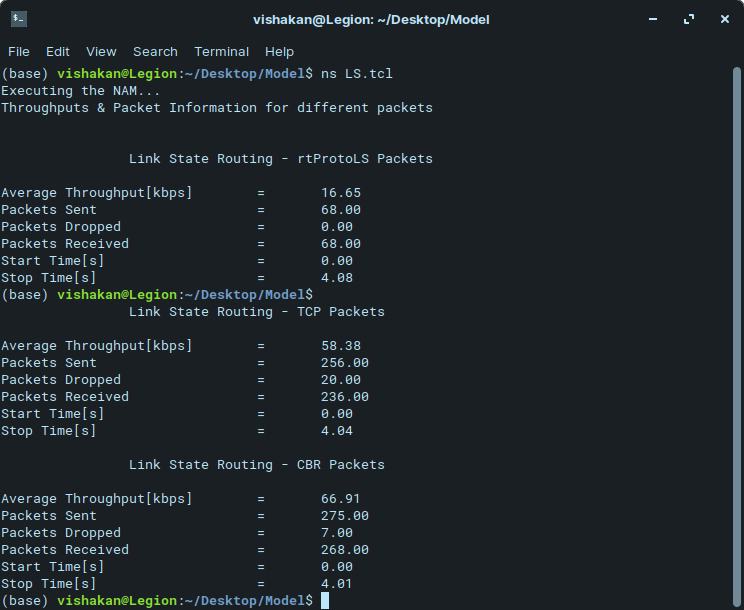 vishakan@Legion: ~/Desktop/Model
File Edit View Search Terminal Help
(base) vishakan@Legion:~/Desktop/Model$ ns LS.tcl
Executing the NAM...
Throughputs & Packet Information for different packets
Link State Routing - rtProtoLS Packets
Average Throughput[kbps] = 16.65
Packets Sent = 68.00
Packets Dropped = 0.00
Packets Received = 68.00
Start Time[s] = 0.00
Stop Time[s] = 4.08
(base) vishakan@Legion:~/Desktop/Model$
Link State Routing - TCP Packets
Average Throughput[kbps] = 58.38
Packets Sent = 256.00
Packets Dropped = 20.00
Packets Received = 236.00
Start Time[s] = 0.00
Stop Time[s] = 4.04
Link State Routing - CBR Packets
Average Throughput[kbps] = 66.91
Packets Sent = 275.00
Packets Dropped = 7.00
Packets Received = 268.00
Start Time[s] = 0.00
Stop Time[s] = 4.01
(base) vishakan@Legion:~/Desktop/Model$